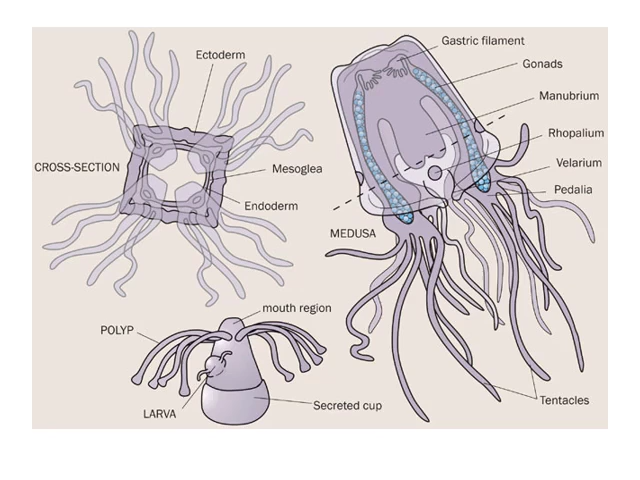 Ectoderm
CROSS-SECTION
Mesoglea
Endoderm
Gastric filament
Gonads
Manubrium
Rhopalium
Velarium
Pedalia
MEDUSA
mouth region
POLYP
LARVA
Secreted cup
Tentacles